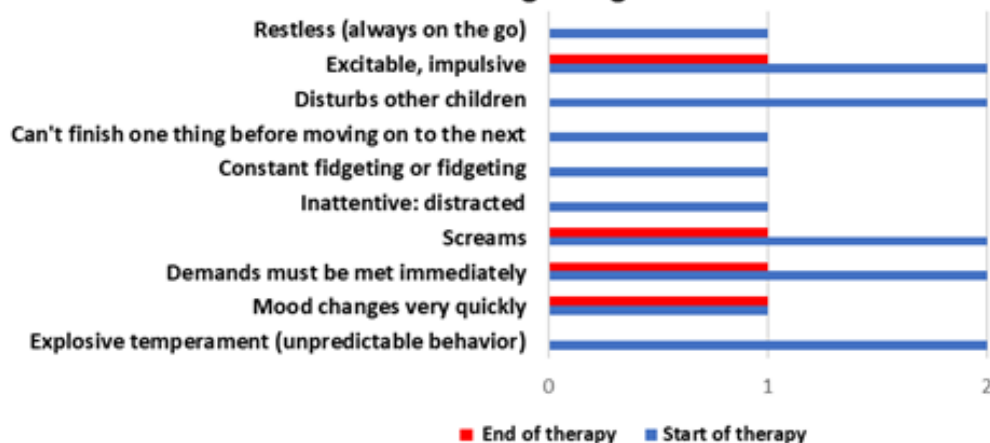 Restless (always on the go)
Excitable, impulsive
Disturbs other children
Can't finish one thing before moving on to the next
Constant fidgeting or fidgeting
Inattentive: distracted
Screams
Demands must be met immediately
Mood changes very quickly
Explosive temperament (unpredictable behavior)
0 1 2
End of therapy Start of therapy